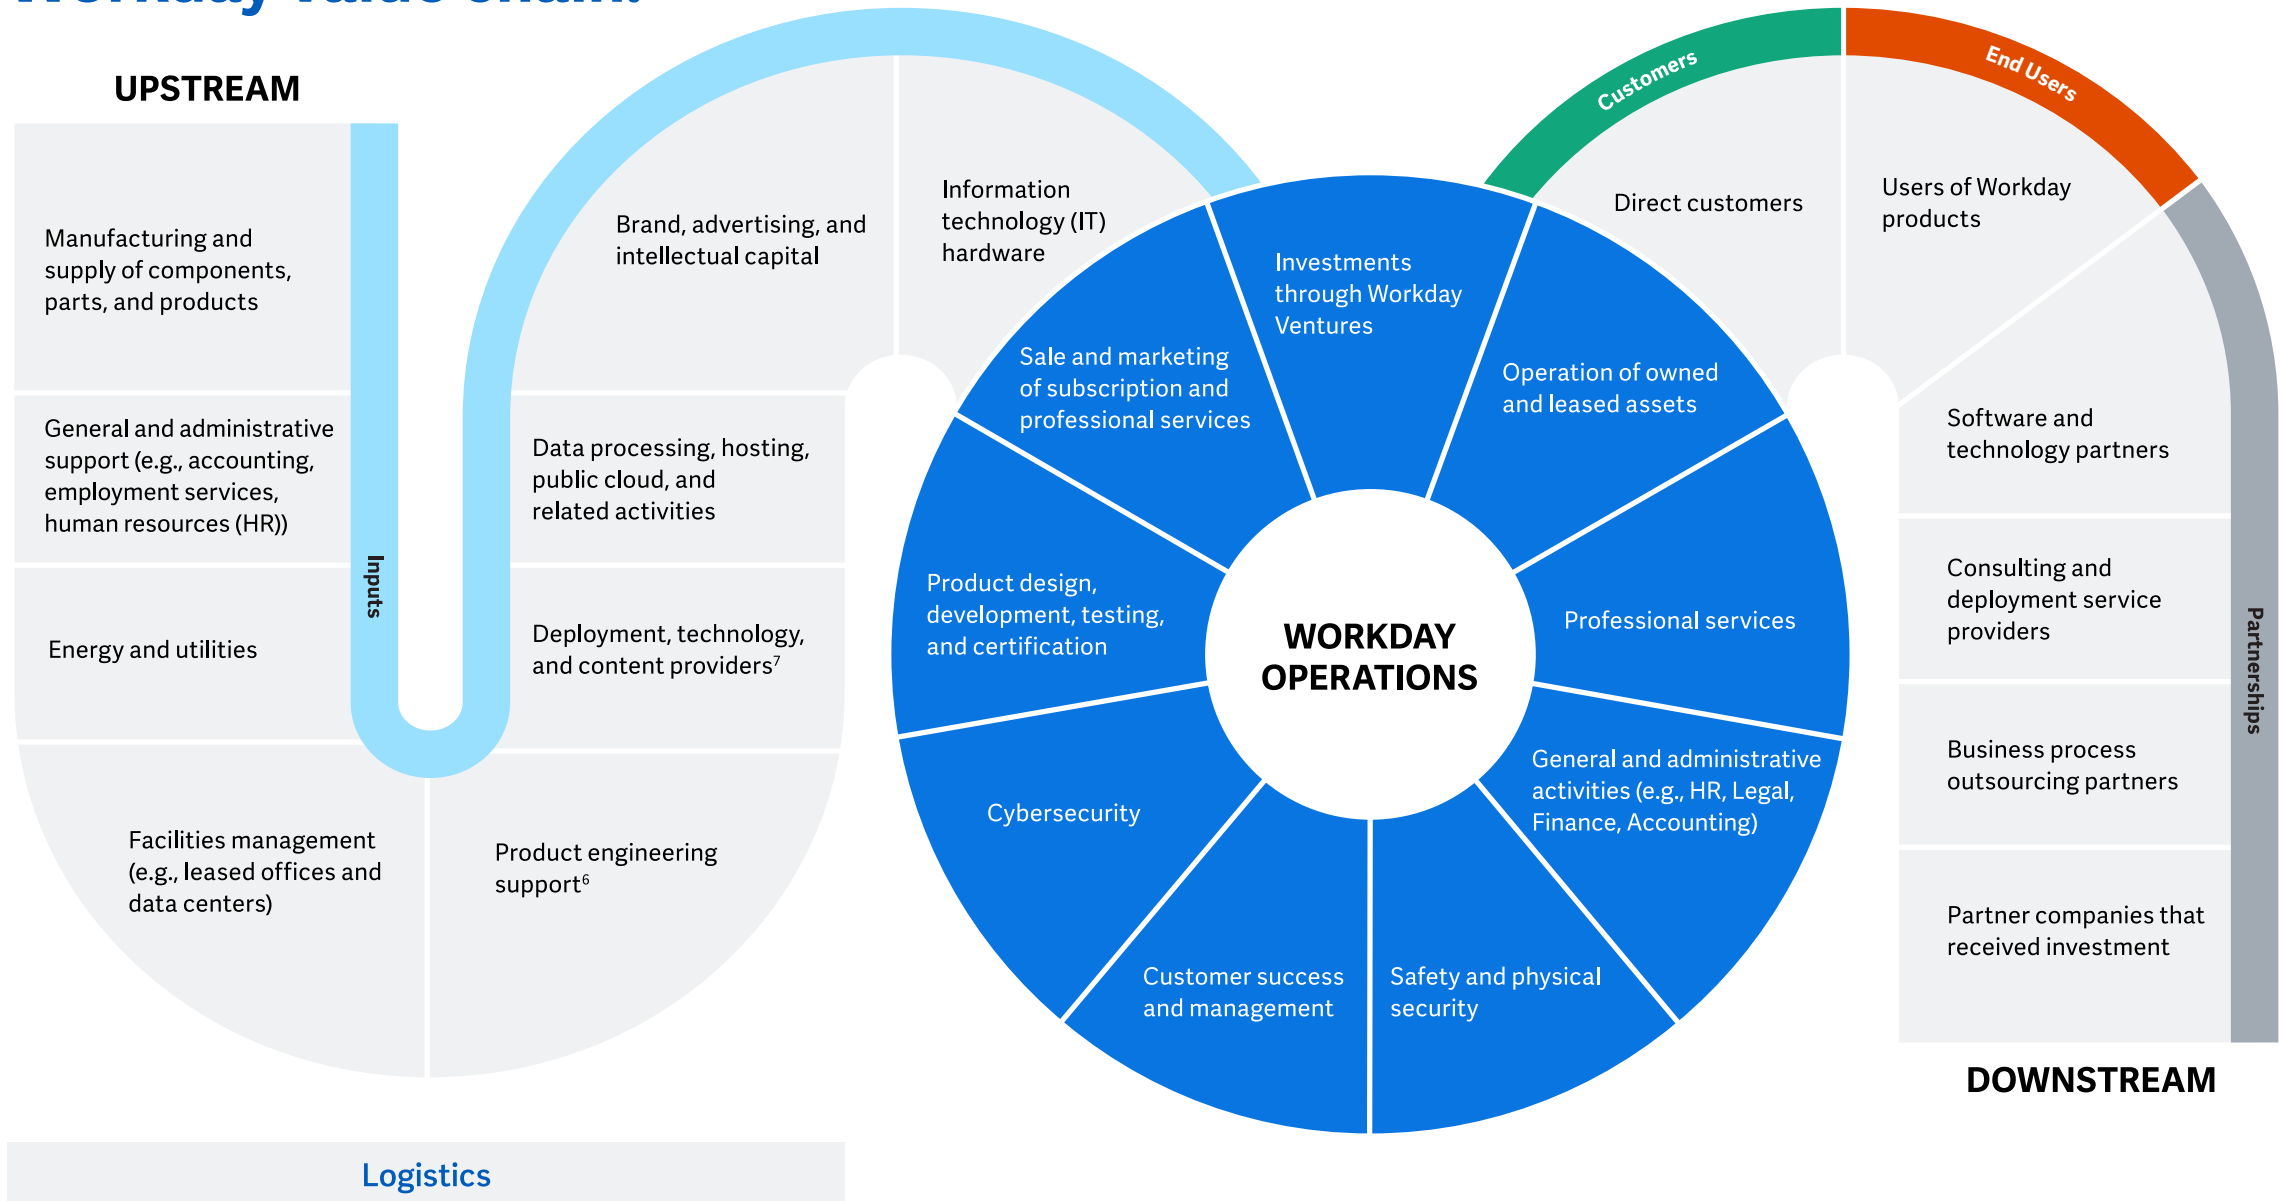 Workday value chain.
UPSTREAM
Manufacturing and
supply of components,
parts, and products
General and administrative
support (e.g., accounting,
employment services,
human resources (HR))
Energy and utilities
Facilities management
(e.g., leased offices and
data centers)
Inputs
Product engineering
support⁶
Deployment, technology,
and content providers⁷
Data processing, hosting,
public cloud, and
related activities
Brand, advertising, and
intellectual capital
Information
technology (IT)
hardware
WORKDAY
OPERATIONS
Investments
through Workday
Ventures
Operation of owned
and leased assets
Professional services
General and administrative
activities (e.g., HR, Legal,
Finance, Accounting)
Safety and physical
security
Customer success
and management
Cybersecurity
Product design,
development, testing,
and certification
Sale and marketing
of subscription and
professional services
Customers
Direct customers
End Users
Users of Workday
products
Partnerships
Software and
technology partners
Consulting and
deployment service
providers
Business process
outsourcing partners
Partner companies that
received investment
DOWNSTREAM
Logistics